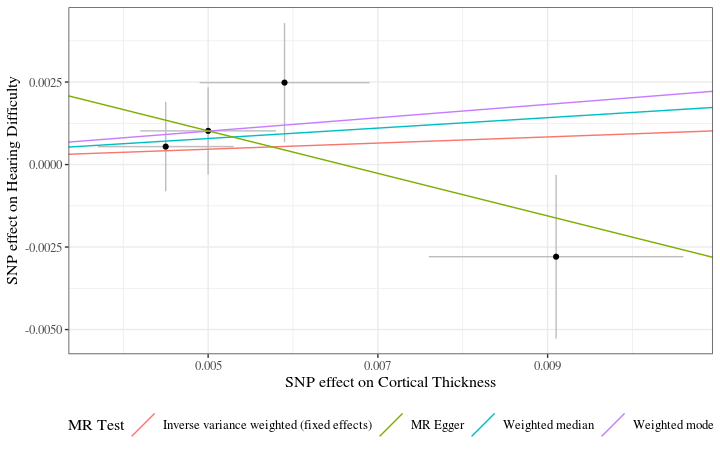 SNP effect on Hearing Difficulty
0.0025
0.0000
-0.0025
-0.0050
0.005 0.007 0.009
SNP effect on Cortical Thickness
MR Test Inverse variance weighted (fixed effects) MR Egger Weighted median Weighted mode